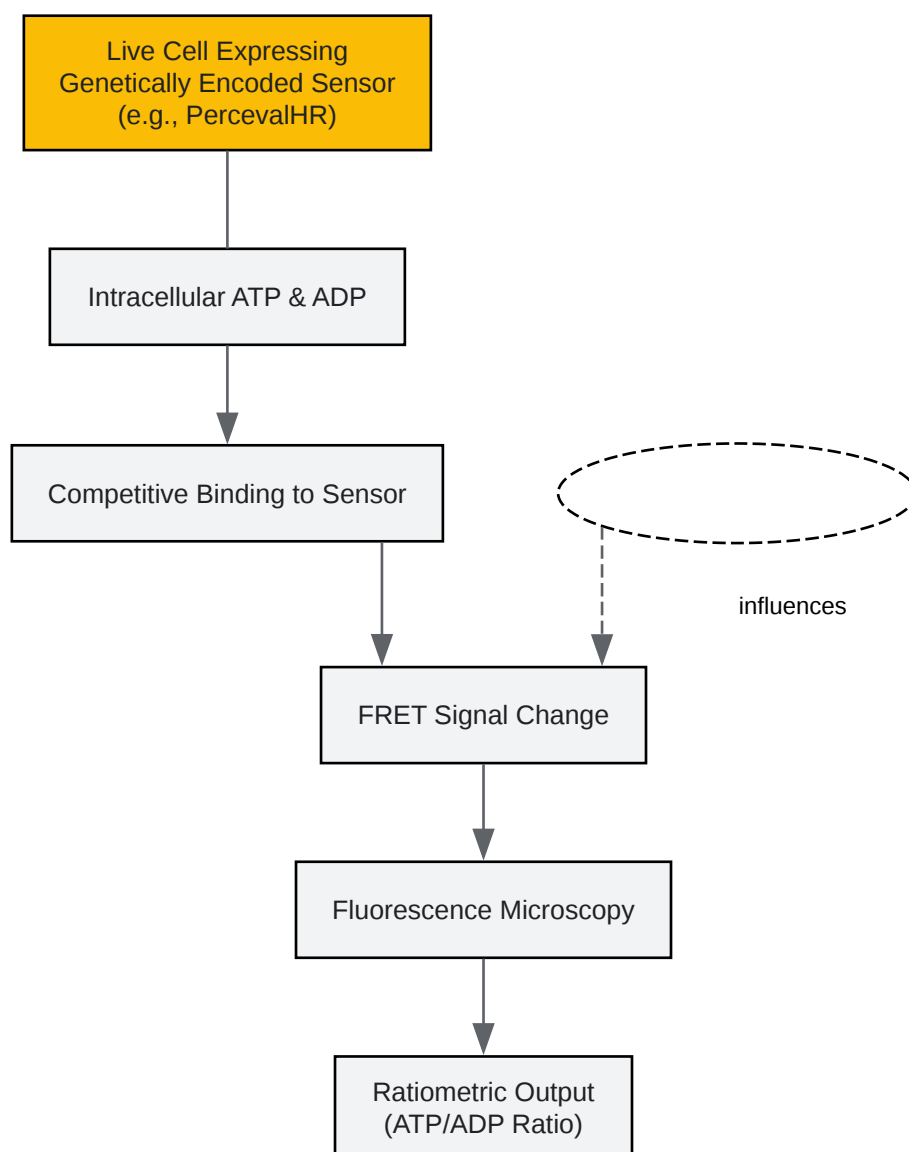 Live Cell Expressing
Genetically Encoded Sensor
(e.g., PercevalHR)
Intracellular ATP & ADP
Competitive Binding to Sensor
influences
FRET Signal Change
Fluorescence Microscopy
Ratiometric Output
(ATP/ADP Ratio)